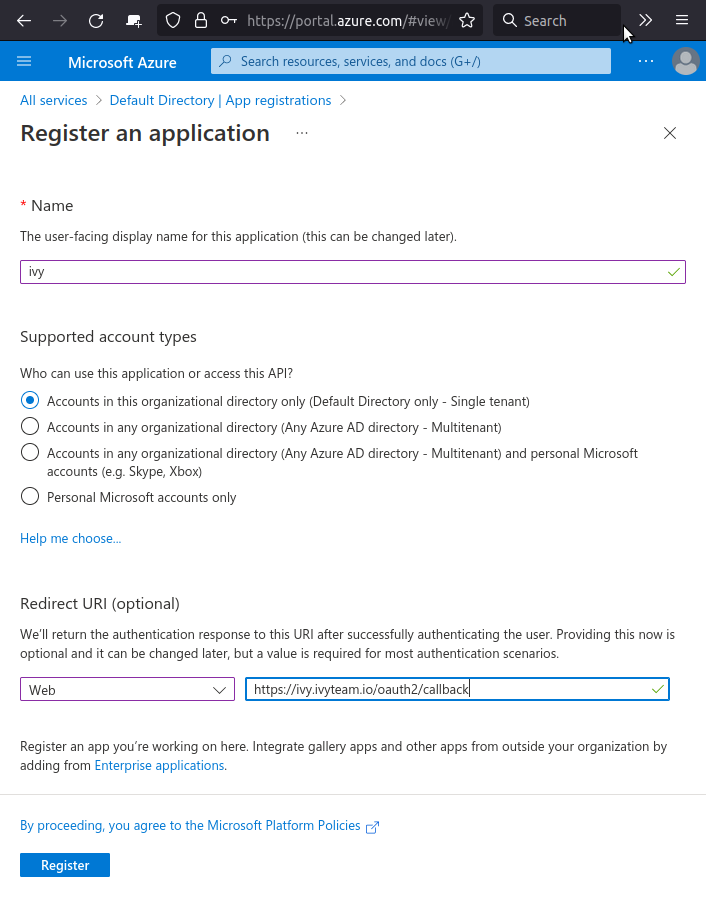 https://portal.azure.com/#view/
Search
Microsoft Azure
Search resources, services, and docs (G+/)
All services > Default Directory | App registrations >
Register an application
* Name
The user-facing display name for this application (this can be changed later).
ivy
Supported account types
Who can use this application or access this API?
Accounts in this organizational directory only (Default Directory only - Single tenant)
Accounts in any organizational directory (Any Azure AD directory - Multitenant)
Accounts in any organizational directory (Any Azure AD directory - Multitenant) and personal Microsoft
accounts (e.g. Skype, Xbox)
Personal Microsoft accounts only
Help me choose...
Redirect URI (optional)
We'll return the authentication response to this URI after successfully authenticating the user. Providing this now is
optional and it can be changed later, but a value is required for most authentication scenarios.
Web
https://ivy.ivyteam.io/oauth2/callback
Register an app you're working on here. Integrate gallery apps and other apps from outside your organization by
adding from Enterprise applications.
By proceeding, you agree to the Microsoft Platform Policies
Register